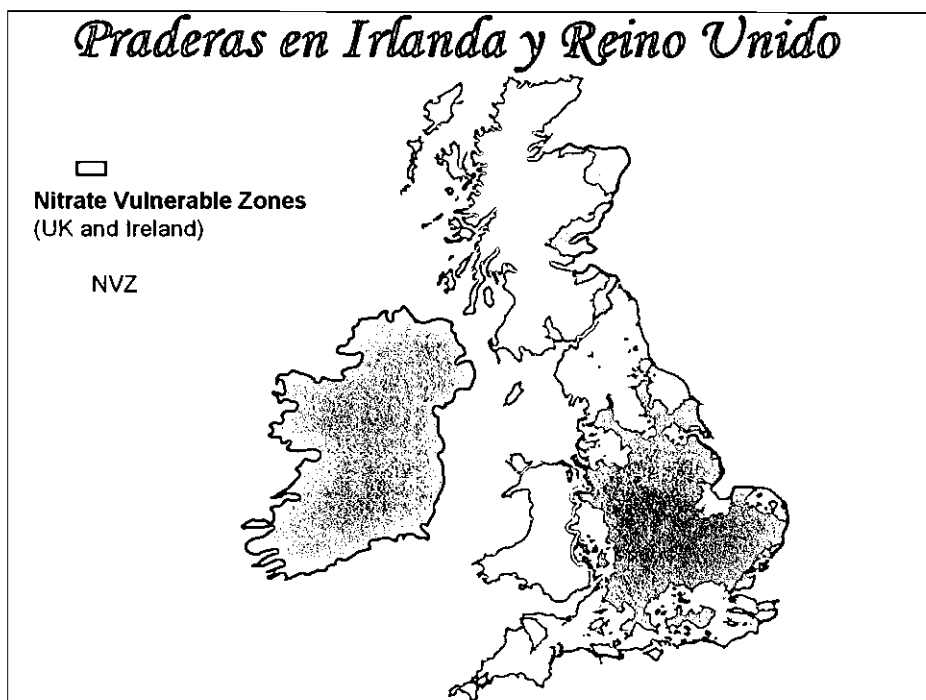 Praderas en Irlanda y Reino Unido
Nitrate Vulnerable Zones
(UK and Ireland)
NVZ